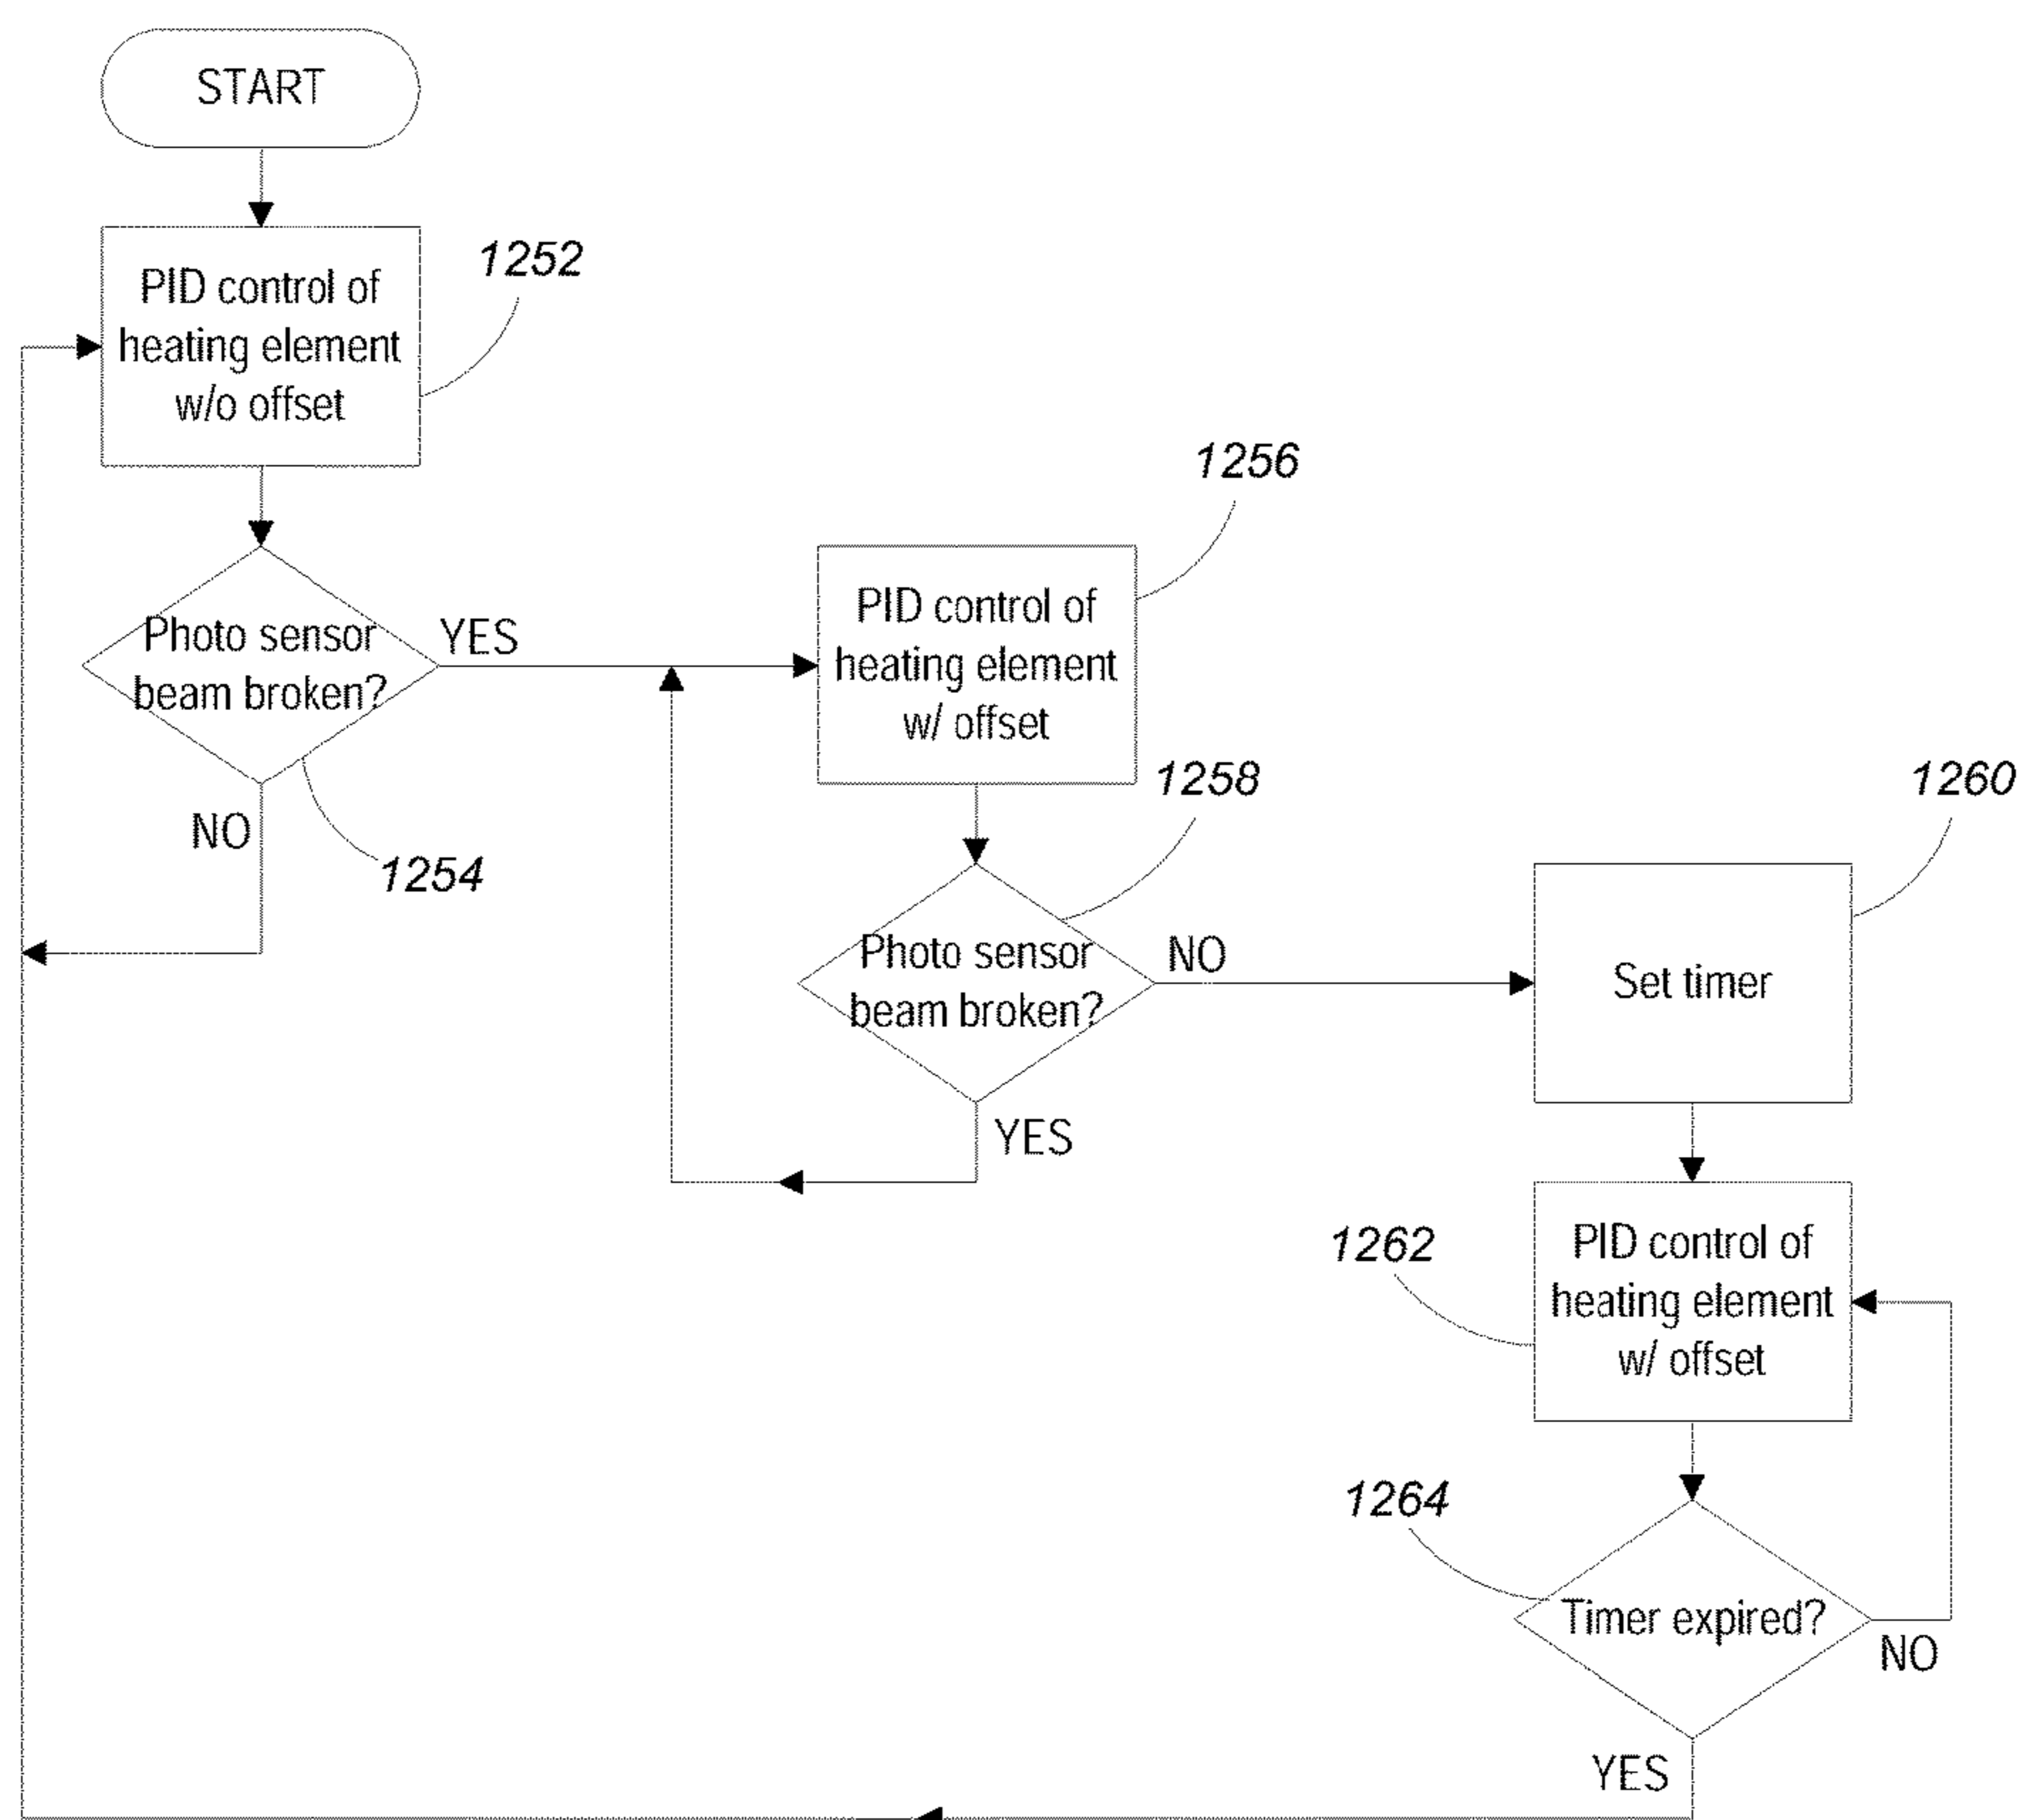 START
PID control of
heating element
w/o offset
1252
Photo sensor
beam broken?
YES
NO
1254
PID control of
heating element
w/ offset
1256
Photo sensor
beam broken?
1258
NO
YES
Set timer
1260
PID control of
heating element
w/ offset
1262
Timer expired?
1264
NO
YES